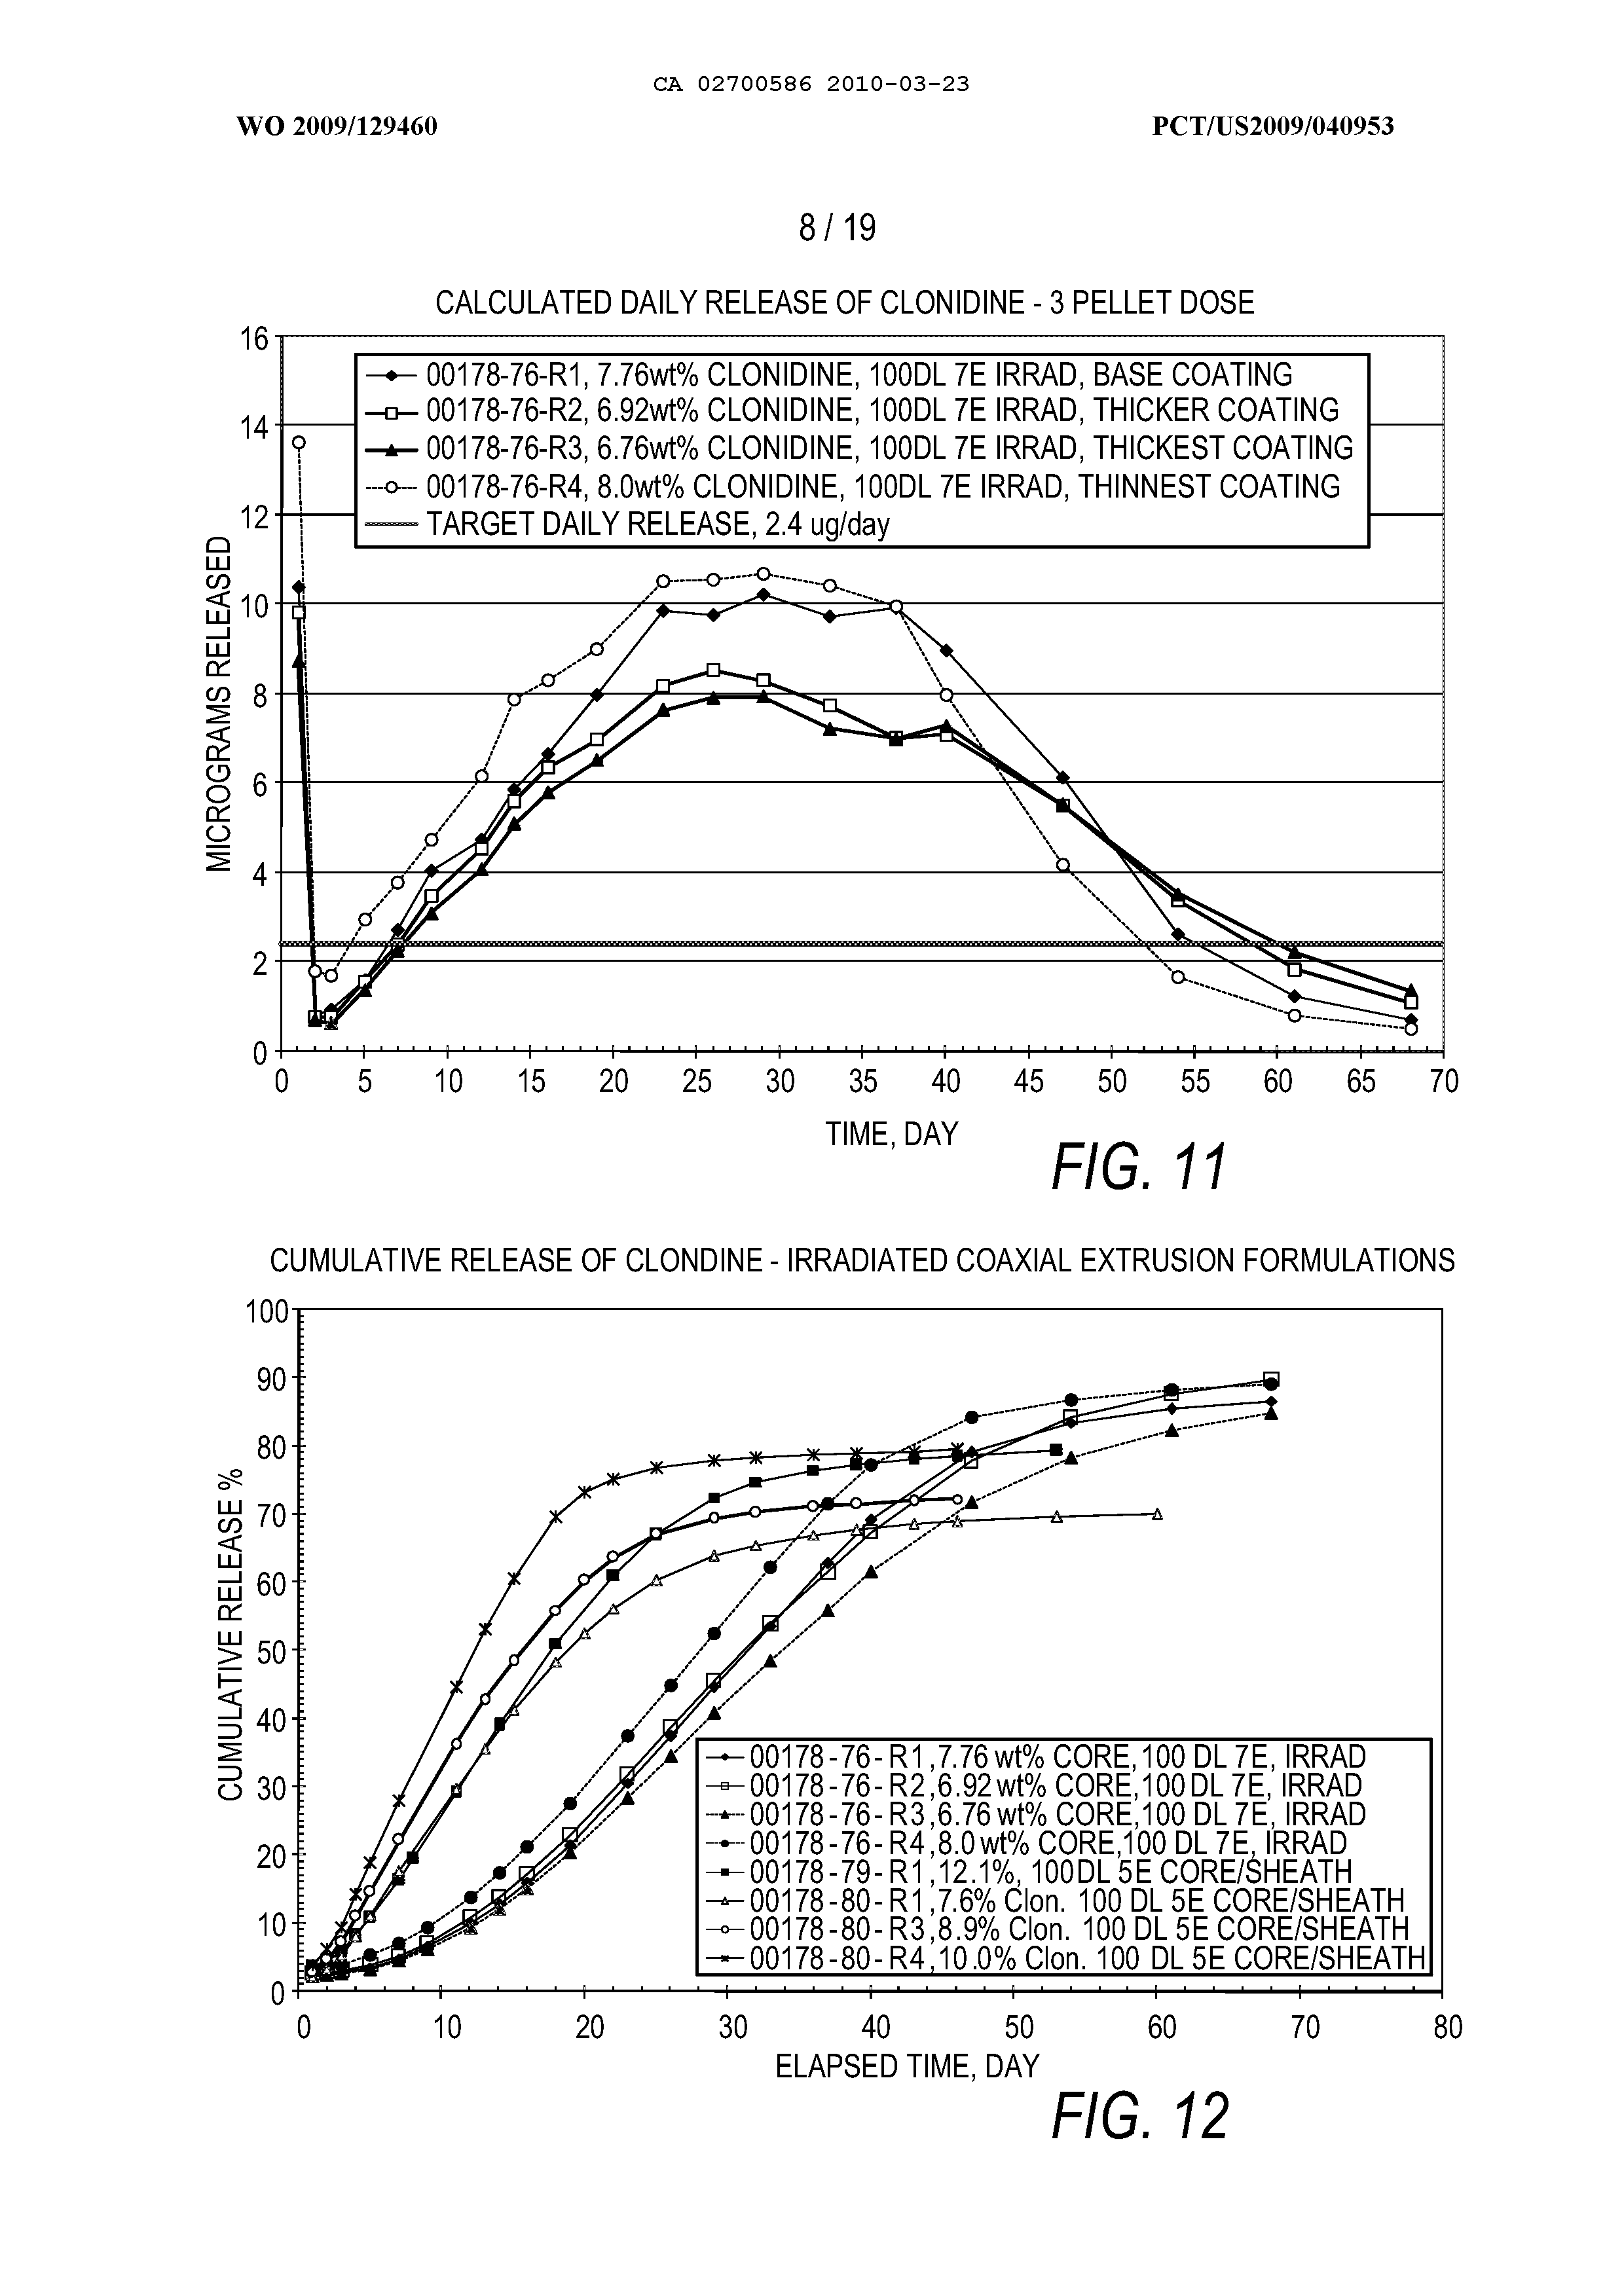 CA 02700586 2010-03-23
WO 2009/129460 PCT/US2009/040953
8 / 19
CALCULATED DAILY RELEASE OF CLONIDINE - 3 PELLET DOSE
16
14
12
10
8
6
4
2
0
MICROGRAMS RELEASED
00178-76-R1, 7.76wt% CLONIDINE, 100DL 7E IRRAD, BASE COATING
00178-76-R2, 6.92wt% CLONIDINE, 100DL 7E IRRAD, THICKER COATING
00178-76-R3, 6.76wt% CLONIDINE, 100DL 7E IRRAD, THICKEST COATING
00178-76-R4, 8.0wt% CLONIDINE, 100DL 7E IRRAD, THINNEST COATING
TARGET DAILY RELEASE, 2.4 ug/day
0 5 10 15 20 25 30 35 40 45 50 55 60 65 70
TIME, DAY
FIG. 11
CUMULATIVE RELEASE OF CLONDINE - IRRADIATED COAXIAL EXTRUSION FORMULATIONS
100
90
80
70
60
50
40
30
20
10
0
CUMULATIVE RELEASE %
00178-76-R1,7.76 wt% CORE,100 DL 7E, IRRAD
00178-76-R2,6.92 wt% CORE,100 DL 7E, IRRAD
00178-76-R3,6.76 wt% CORE,100 DL 7E, IRRAD
00178-76-R4,8.0 wt% CORE,100 DL 7E, IRRAD
00178-79-R1,12.1%, 100DL 5E CORE/SHEATH
00178-80-R1,7.6% Clon. 100 DL 5E CORE/SHEATH
00178-80-R3,8.9% Clon. 100 DL 5E CORE/SHEATH
00178-80-R4,10.0% Clon. 100 DL 5E CORE/SHEATH
0 10 20 30 40 50 60 70 80
ELAPSED TIME, DAY
FIG. 12